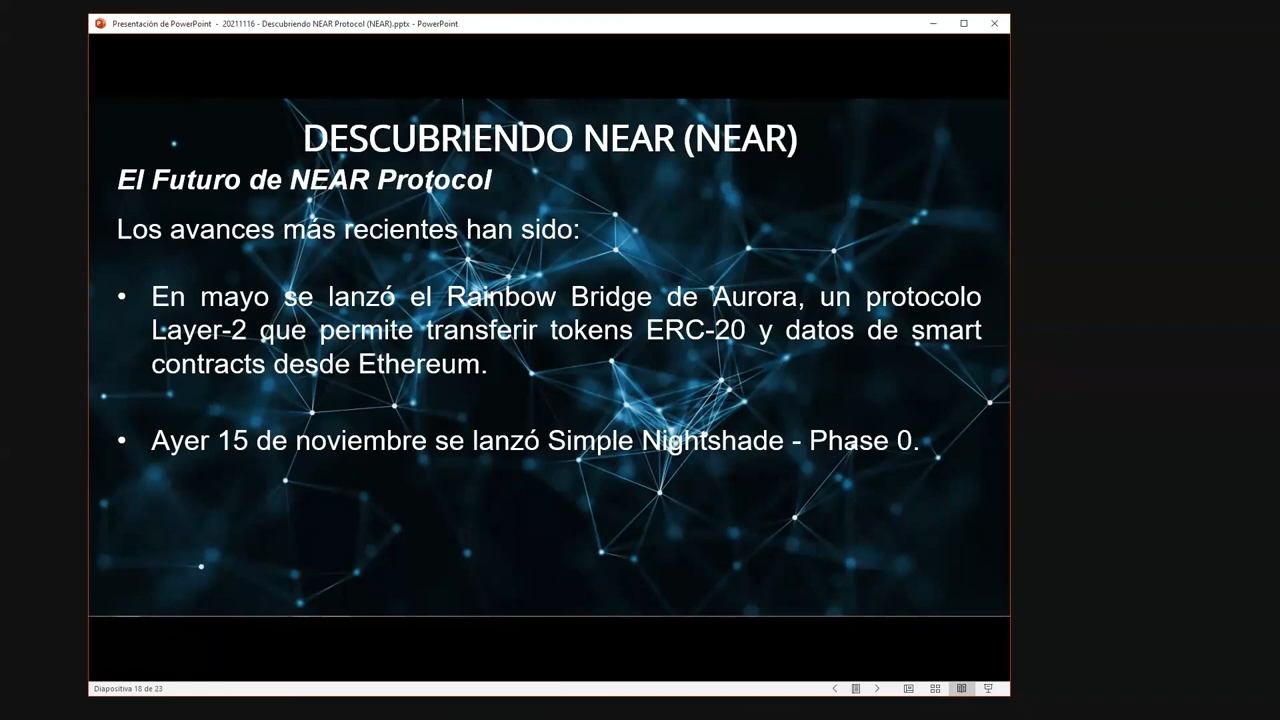 Presentación de PowerPoint - 20211116 - Descubriendo NEAR Protocol (NEAR).pptx - PowerPoint
DESCUBRIENDO NEAR (NEAR)
El Futuro de NEAR Protocol
Los avances más recientes han sido:
• En mayo se lanzó el Rainbow Bridge de Aurora, un protocolo
Layer-2 que permite transferir tokens ERC-20 y datos de smart
contracts desde Ethereum.
• Ayer 15 de noviembre se lanzó Simple Nightshade - Phase 0.
Diapositiva 18 de 23